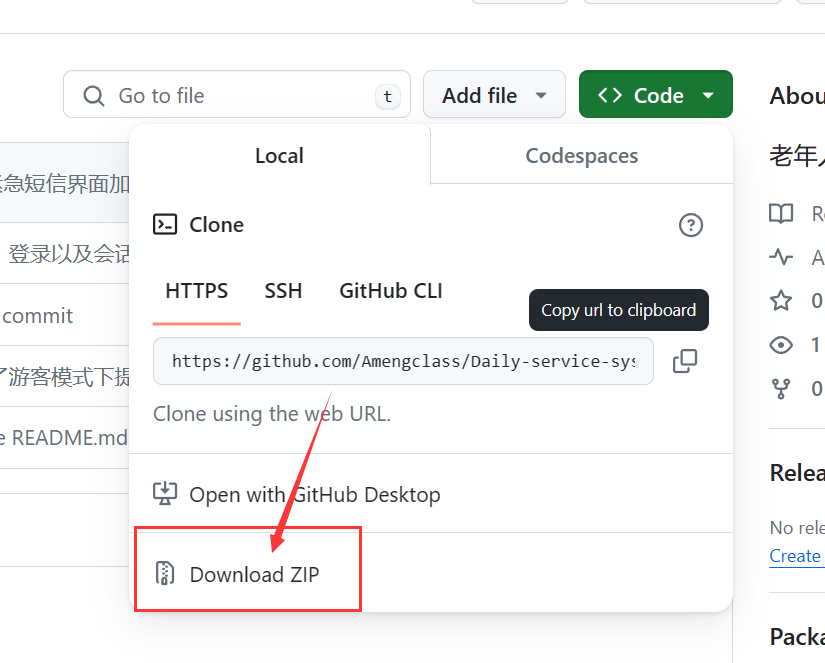 Go to file
t
Add file
Code
Local
Codespaces
急短信界面加
登录以及会话
commit
游客模式下提
README.md
Clone
HTTPS
SSH
GitHub CLI
Copy url to clipboard
https://github.com/Amengclass/Daily-service-sys
Clone using the web URL.
Open with GitHub Desktop
Download ZIP
Abou
老年
R
A
0
1
0
Relea
No rele
Create
Packa